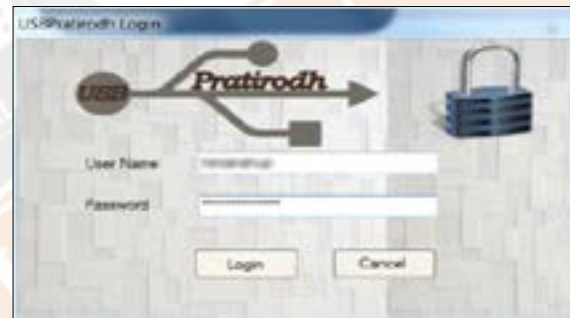 USBPratirodh Login
USB
Pratirodh
User Name
Password
**************
Login
Cancel